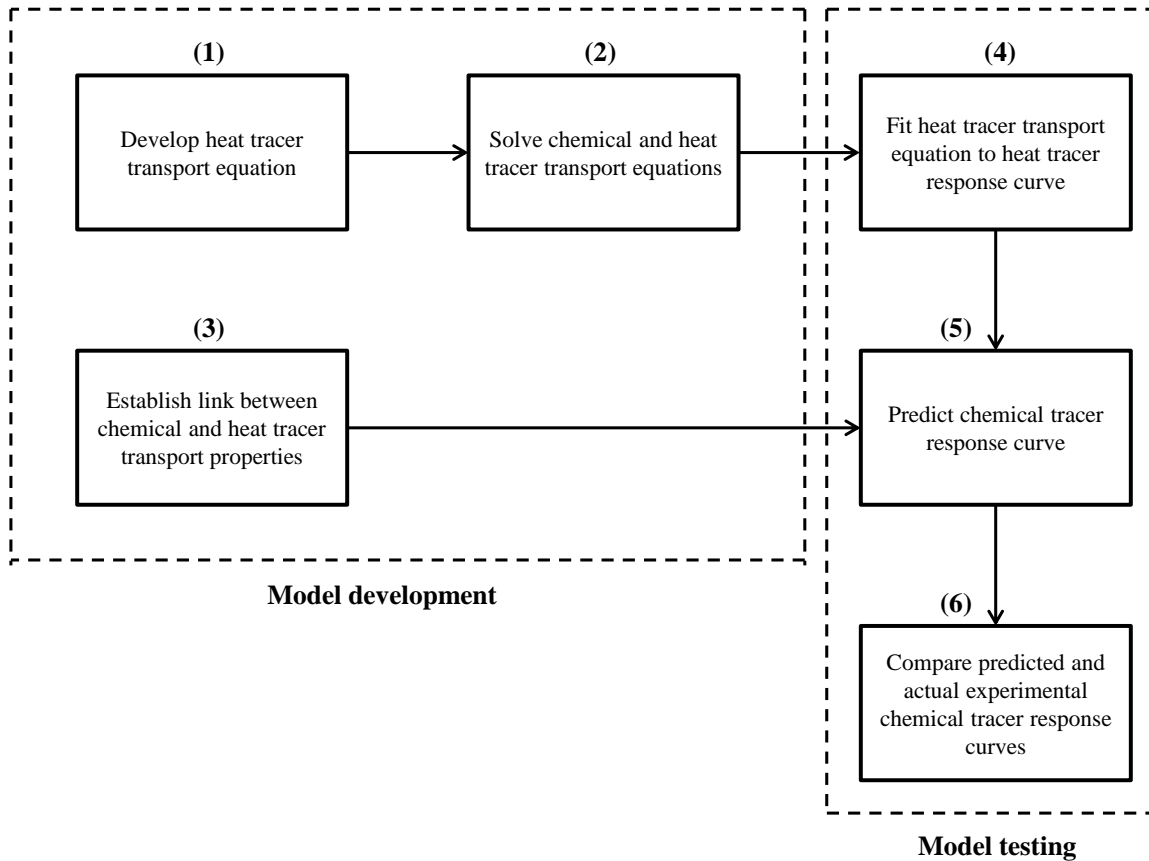 (1)
Develop heat tracer
transport equation
(2)
Solve chemical and heat
tracer transport equations
(4)
Fit heat tracer transport
equation to heat tracer
response curve
(3)
Establish link between
chemical and heat tracer
transport properties
(5)
Predict chemical tracer
response curve
Model development
(6)
Compare predicted and
actual experimental
chemical tracer response
curves
Model testing